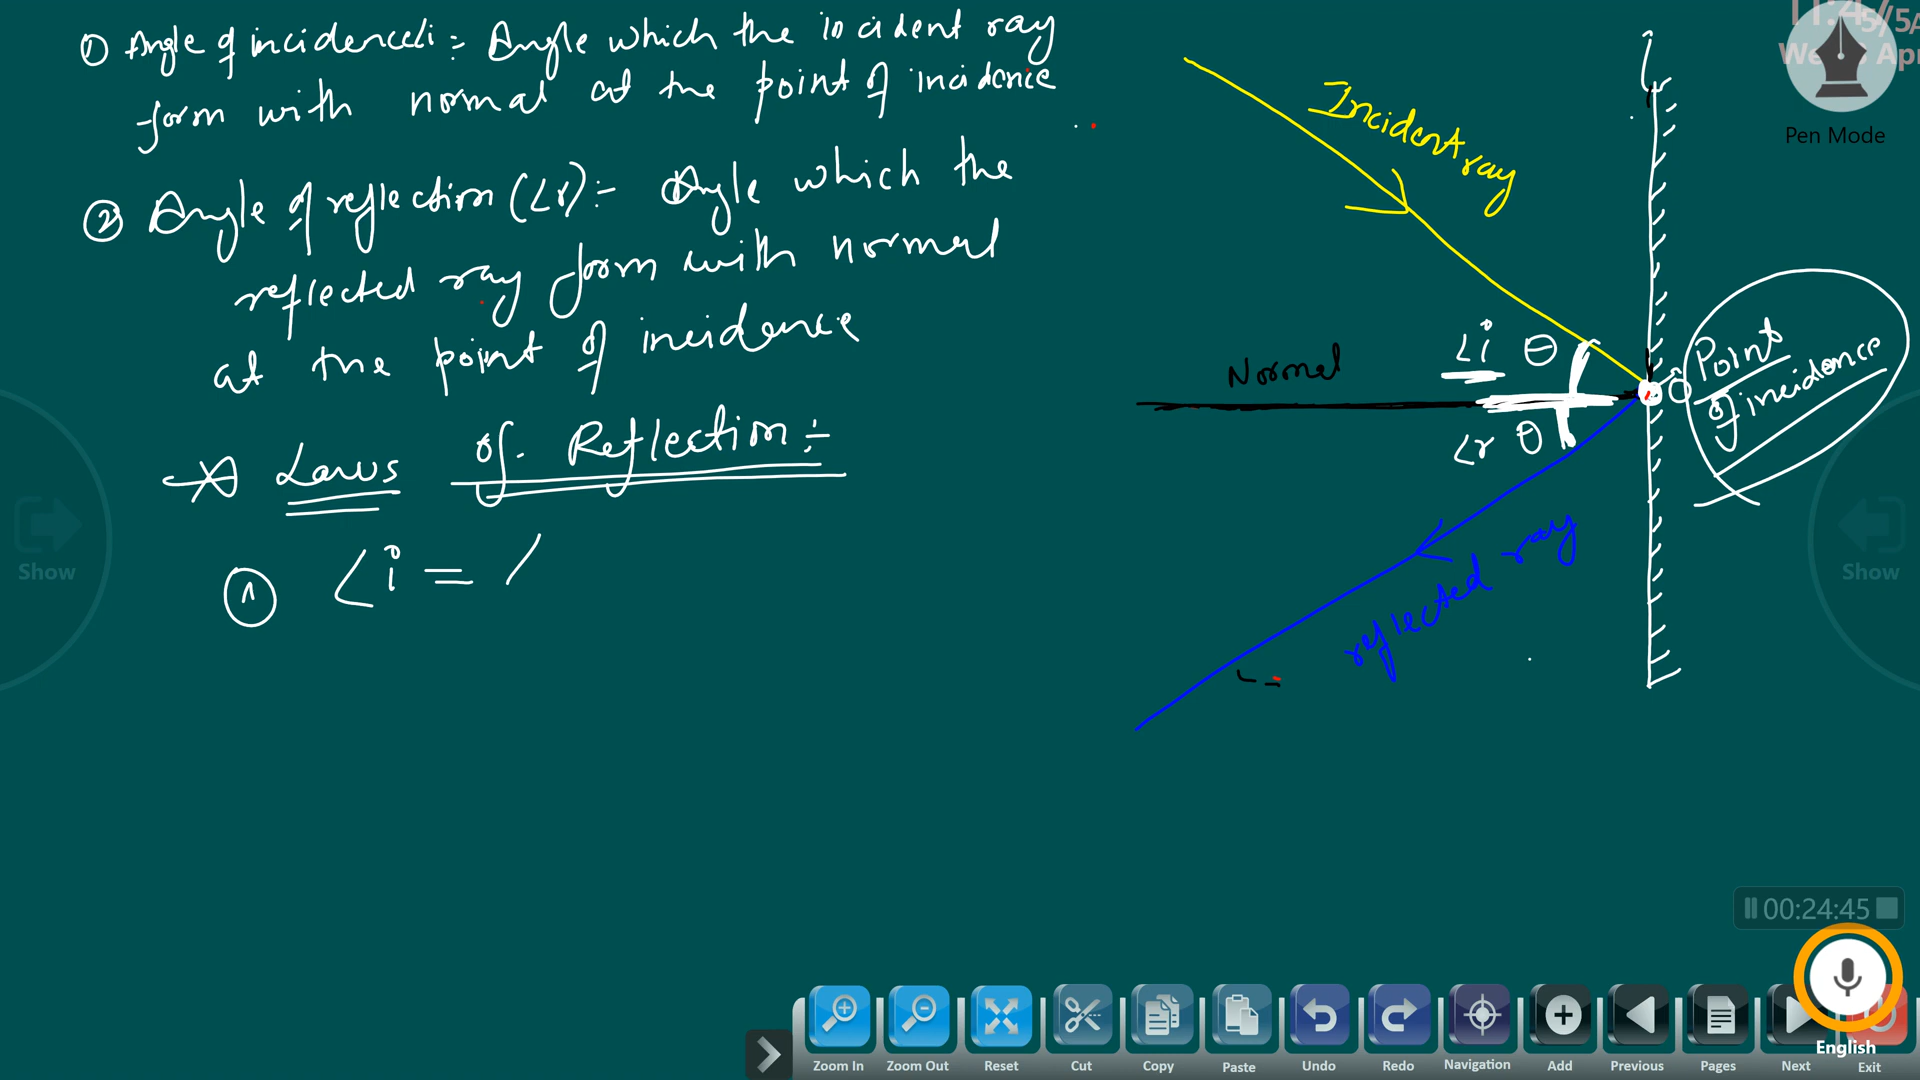 ① Angle of incidence∠i := Angle which the incident ray
form with normal at the point of incidence
② Angle of reflection (∠r) :- Angle which the
reflected ray form with normal
at the point of incidence
Laws of Reflection :-
① ∠i = /
Incident ray
Normal
∠i θ
∠r θ
O
Point
of incidence
reflected ray
Pen Mode
Show
Show
00:24:45
English
Zoom In
Zoom Out
Reset
Cut
Copy
Paste
Undo
Redo
Navigation
Add
Previous
Pages
Next
Exit